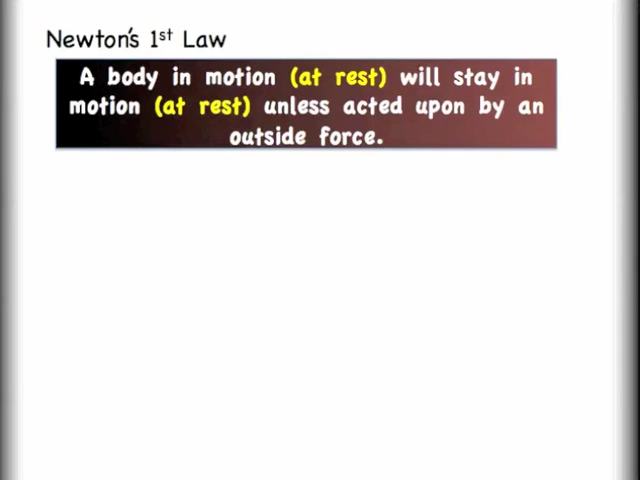 Newton's 1st Law
A body in motion (at rest) will stay in
motion (at rest) unless acted upon by an
outside force.